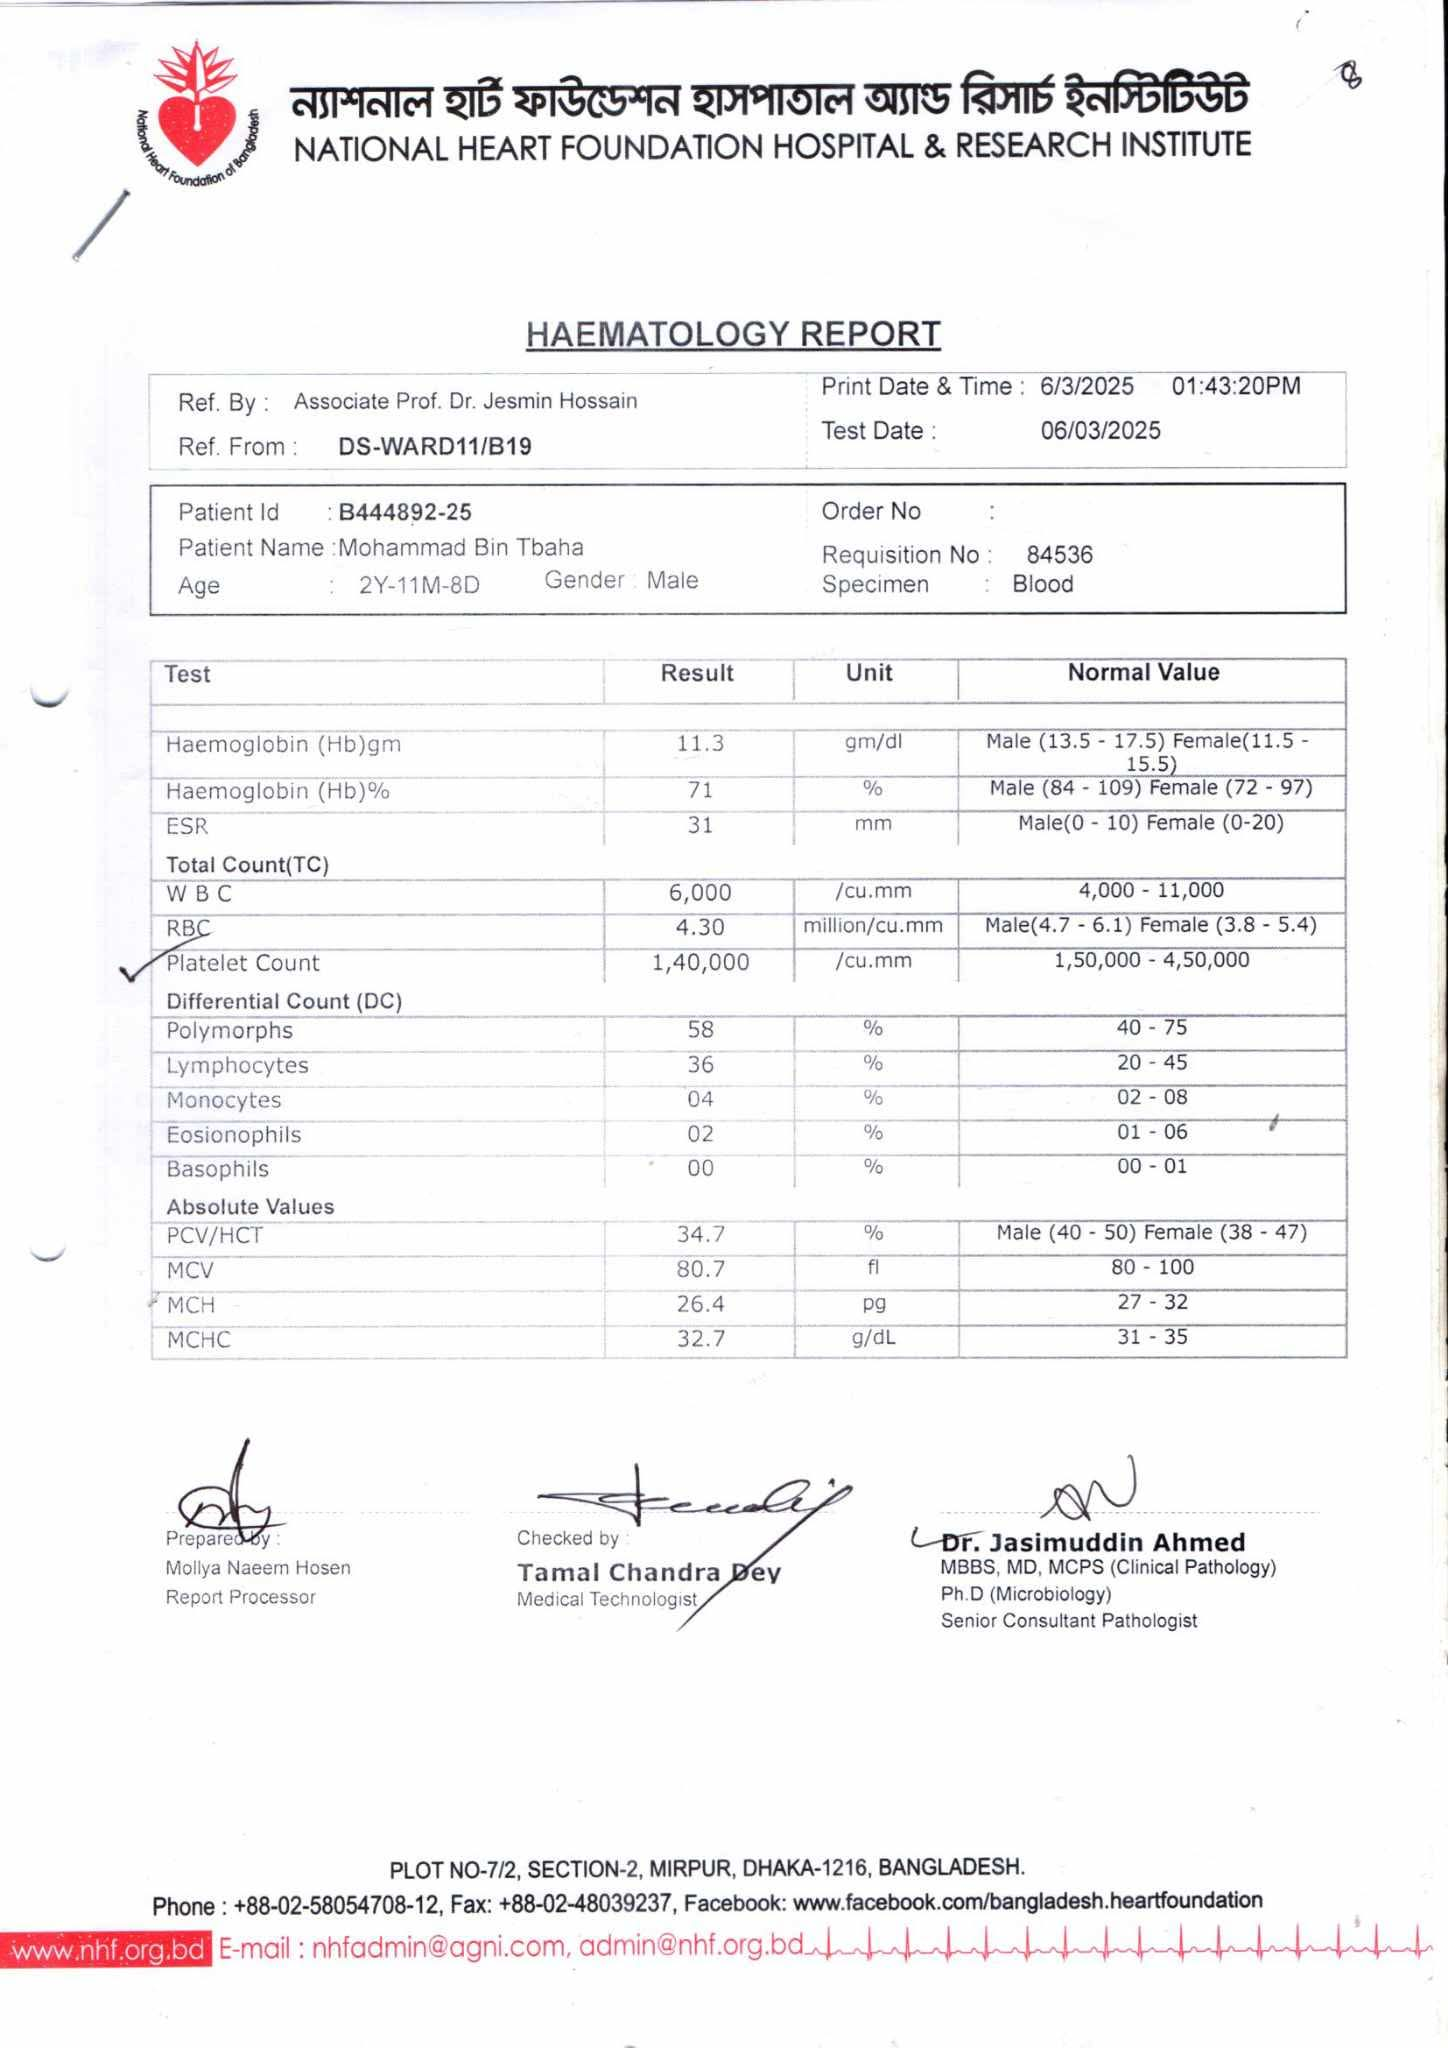 ন্যাশনাল হার্ট ফাউন্ডেশন হাসপাতাল অ্যান্ড রিসার্চ ইনস্টিটিউট
NATIONAL HEART FOUNDATION HOSPITAL & RESEARCH INSTITUTE
National Heart Foundation of Bangladesh
HAEMATOLOGY REPORT
Ref. By : Associate Prof. Dr. Jesmin Hossain Print Date & Time : 6/3/2025 01:43:20PM
Ref. From : DS-WARD11/B19 Test Date : 06/03/2025
Patient Id : B444892-25 Order No :
Patient Name :Mohammad Bin Tbaha Requisition No : 84536
Age : 2Y-11M-8D Gender : Male Specimen : Blood
Test Result Unit Normal Value
Haemoglobin (Hb)gm 11.3 gm/dl Male (13.5 - 17.5) Female(11.5 -
15.5)
Haemoglobin (Hb)% 71 % Male (84 - 109) Female (72 - 97)
ESR 31 mm Male(0 - 10) Female (0-20)
Total Count(TC)
W B C 6,000 /cu.mm 4,000 - 11,000
RBC 4.30 million/cu.mm Male(4.7 - 6.1) Female (3.8 - 5.4)
Platelet Count 1,40,000 /cu.mm 1,50,000 - 4,50,000
Differential Count (DC)
Polymorphs 58 % 40 - 75
Lymphocytes 36 % 20 - 45
Monocytes 04 % 02 - 08
Eosionophils 02 % 01 - 06
Basophils 00 % 00 - 01
Absolute Values
PCV/HCT 34.7 % Male (40 - 50) Female (38 - 47)
MCV 80.7 fl 80 - 100
MCH 26.4 pg 27 - 32
MCHC 32.7 g/dL 31 - 35
Prepared by : Checked by : Dr. Jasimuddin Ahmed
Mollya Naeem Hosen Tamal Chandra Dey MBBS, MD, MCPS (Clinical Pathology)
Report Processor Medical Technologist Ph.D (Microbiology)
Senior Consultant Pathologist
PLOT NO-7/2, SECTION-2, MIRPUR, DHAKA-1216, BANGLADESH.
Phone : +88-02-58054708-12, Fax: +88-02-48039237, Facebook: www.facebook.com/bangladesh.heartfoundation
www.nhf.org.bd E-mail : nhfadmin@agni.com, admin@nhf.org.bd